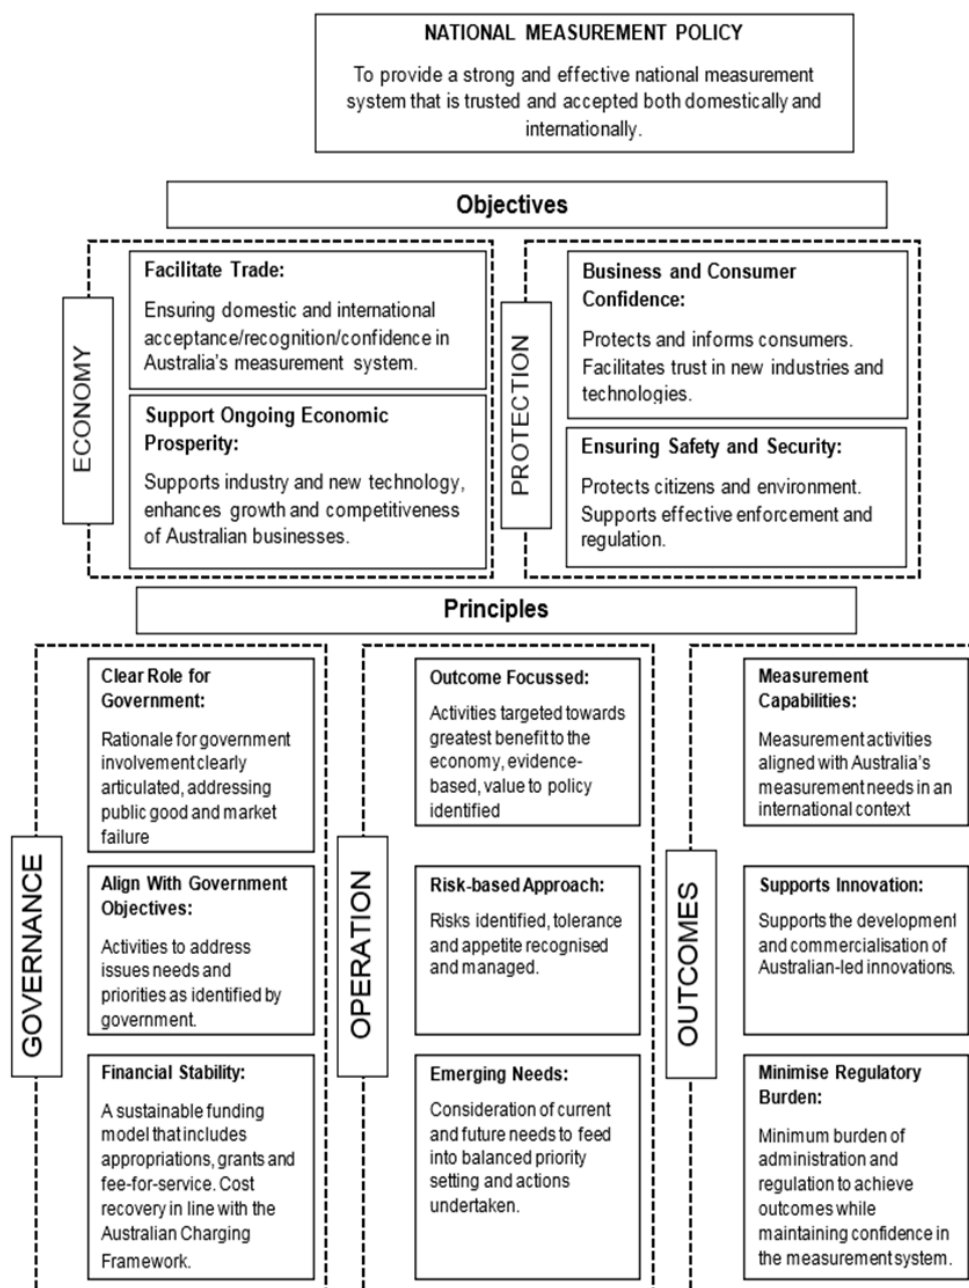 NATIONAL MEASUREMENT POLICY
To provide a strong and effective national measurement
system that is trusted and accepted both domestically and
internationally.
Objectives
ECONOMY
Facilitate Trade:
Ensuring domestic and international
acceptance/recognition/confidence in
Australia's measurement system.
Support Ongoing Economic
Prosperity:
Supports industry and new technology,
enhances growth and competitiveness
of Australian businesses.
PROTECTION
Business and Consumer
Confidence:
Protects and informs consumers.
Facilitates trust in new industries and
technologies.
Ensuring Safety and Security:
Protects citizens and environment.
Supports effective enforcement and
regulation.
Principles
GOVERNANCE
Clear Role for
Government:
Rationale for government
involvement clearly
articulated, addressing
public good and market
failure
Align With Government
Objectives:
Activities to address
issues needs and
priorities as identified by
government.
Financial Stability:
A sustainable funding
model that includes
appropriations, grants and
fee-for-service. Cost
recovery in line with the
Australian Charging
Framework.
OPERATION
Outcome Focussed:
Activities targeted towards
greatest benefit to the
economy, evidence-
based, value to policy
identified
Risk-based Approach:
Risks identified, tolerance
and appetite recognised
and managed.
Emerging Needs:
Consideration of current
and future needs to feed
into balanced priority
setting and actions
undertaken.
OUTCOMES
Measurement
Capabilities:
Measurement activities
aligned with Australia's
measurement needs in an
international context
Supports Innovation:
Supports the development
and commercialisation of
Australian-led innovations.
Minimise Regulatory
Burden:
Minimum burden of
administration and
regulation to achieve
outcomes while
maintaining confidence in
the measurement system.